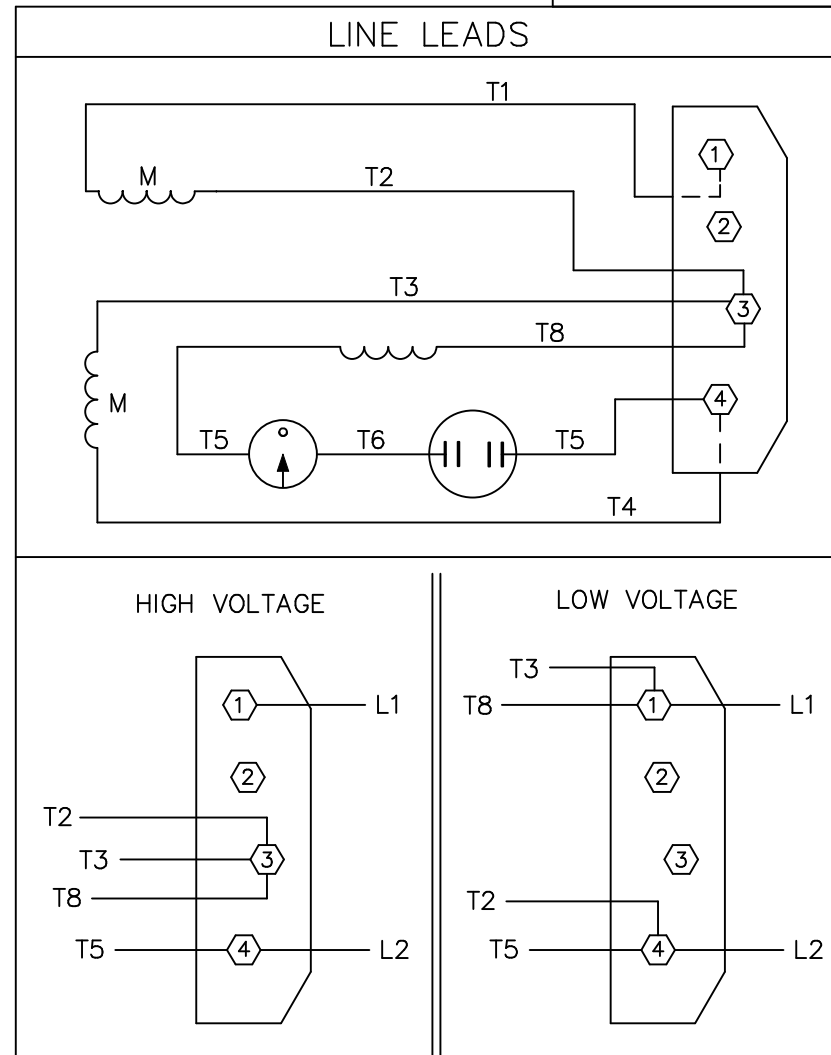 LINE LEADS
T1
1
M
T2
2
T3
3
T8
M
4
T5
T6
T5
T4
HIGH VOLTAGE
1
L1
2
T2
T3
3
T8
T5
4
L2
LOW VOLTAGE
T3
T8
1
L1
2
3
T2
T5
4
L2